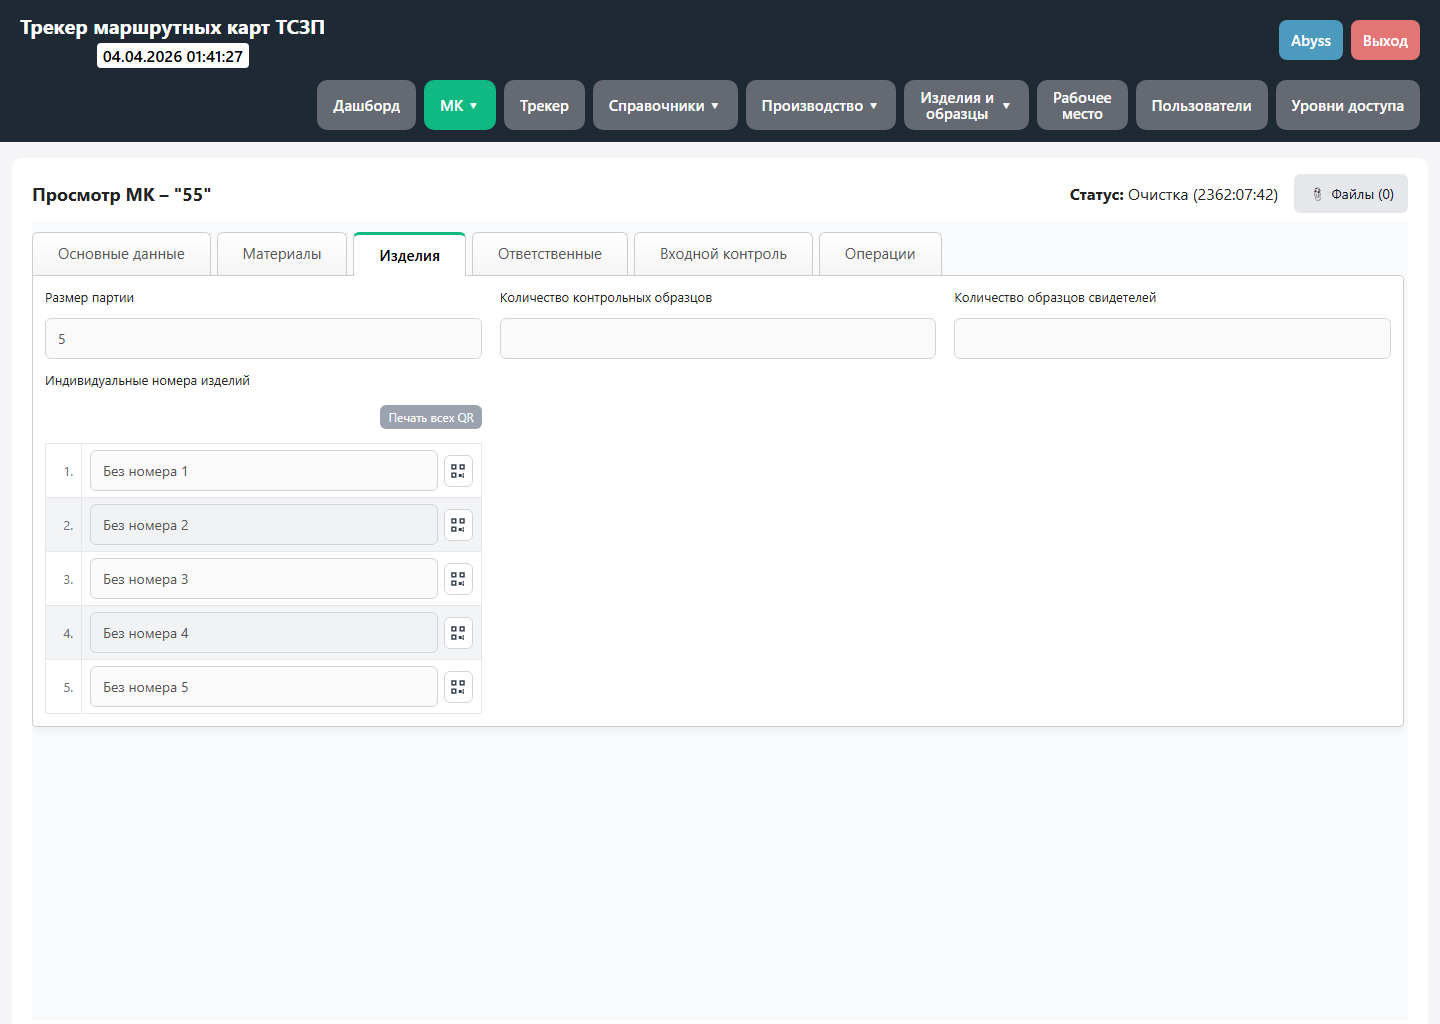 Трекер маршрутных карт ТСЗП
04.04.2026 01:41:27
Abyss
Выход
Дашборд
МК ▼
Трекер
Справочники ▼
Производство ▼
Изделия и
образцы ▼
Рабочее
место
Пользователи
Уровни доступа
Просмотр МК – "55"
Статус: Очистка (2362:07:42)
Файлы (0)
Основные данные
Материалы
Изделия
Ответственные
Входной контроль
Операции
Размер партии
Количество контрольных образцов
Количество образцов свидетелей
5
Индивидуальные номера изделий
Печать всех QR
1. Без номера 1
2. Без номера 2
3. Без номера 3
4. Без номера 4
5. Без номера 5